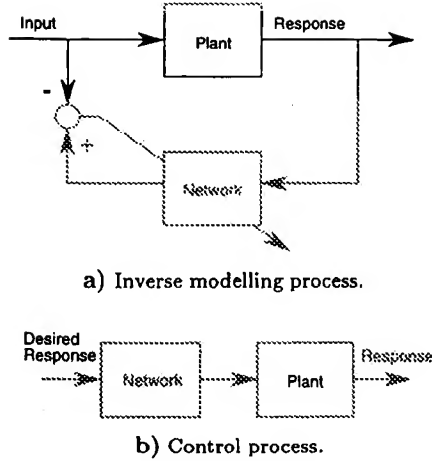 Input
Response
Plant
-
+
Network
a) Inverse modelling process.
Desired
Response
Network
Plant
Response
b) Control process.